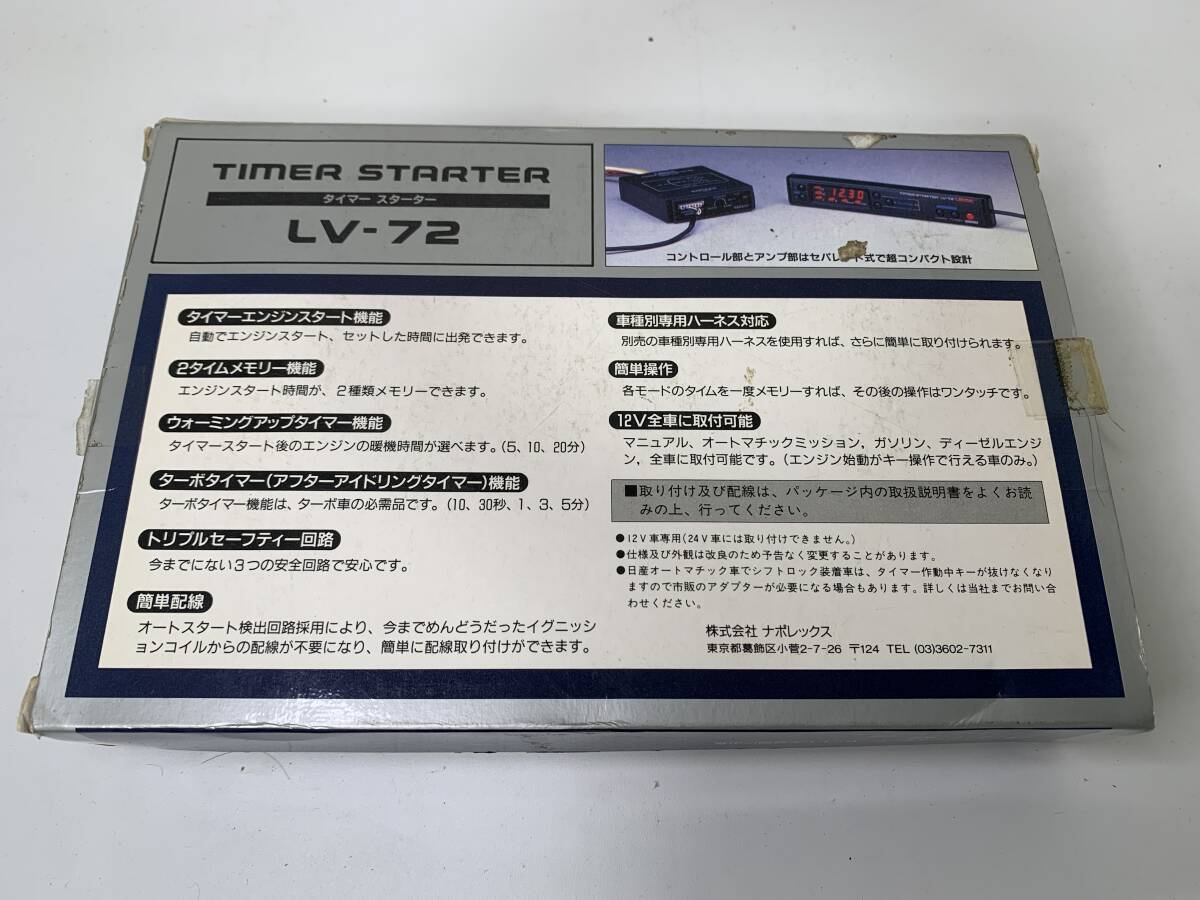 TIMER STARTER
タイマー スターター
LV-72
12:30
TIMER STARTER LV-72
コントロール部とアンプ部はセパレート式で超コンパクト設計
タイマーエンジンスタート機能
自動でエンジンスタート、セットした時間に出発できます。
2タイムメモリー機能
エンジンスタート時間が、2種類メモリーできます。
ウォーミングアップタイマー機能
タイマースタート後のエンジンの暖機時間が選べます。(5、10、20分)
ターボタイマー(アフターアイドリングタイマー)機能
ターボタイマー機能は、ターボ車の必需品です。(10、30秒、1、3、5分)
トリプルセーフティー回路
今までにない3つの安全回路で安心です。
簡単配線
オートスタート検出回路採用により、今までめんどうだったイグニッシ
ョンコイルからの配線が不要になり、簡単に配線取り付けができます。
車種別専用ハーネス対応
別売の車種別専用ハーネスを使用すれば、さらに簡単に取り付けられます。
簡単操作
各モードのタイムを一度メモリーすれば、その後の操作はワンタッチです。
12V全車に取付可能
マニュアル、オートマチックミッション，ガソリン、ディーゼルエンジ
ン，全車に取付可能です。(エンジン始動がキー操作で行える車のみ。)
■取り付け及び配線は、パッケージ内の取扱説明書をよくお読
みの上、行ってください。
●12V車専用(24V車には取り付けできません。)
●仕様及び外観は改良のため予告なく変更することがあります。
●日産オートマチック車でシフトロック装着車は、タイマー作動中キーが抜けなくなり
ますので市販のアダプターが必要になる場合もあります。詳しくは当社までお問い合
わせください。
株式会社 ナポレックス
東京都葛飾区小菅2-7-26 〒124 TEL (03)3602-7311